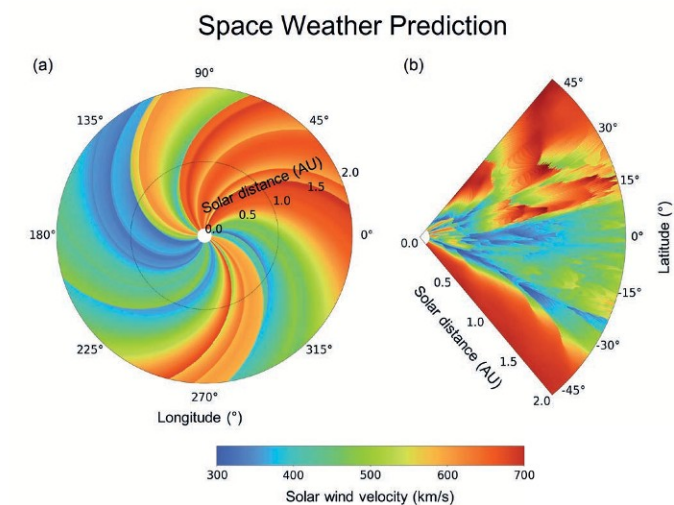 Space Weather Prediction
(a)
(b)
90°
135°
45°
180°
0°
225°
315°
270°
Solar distance (AU)
0.0
0.5
1.0
1.5
2.0
Longitude (°)
45°
30°
15°
0°
-15°
-30°
-45°
Latitude (°)
0.0
0.5
1.0
1.5
2.0
Solar distance (AU)
300 400 500 600 700
Solar wind velocity (km/s)